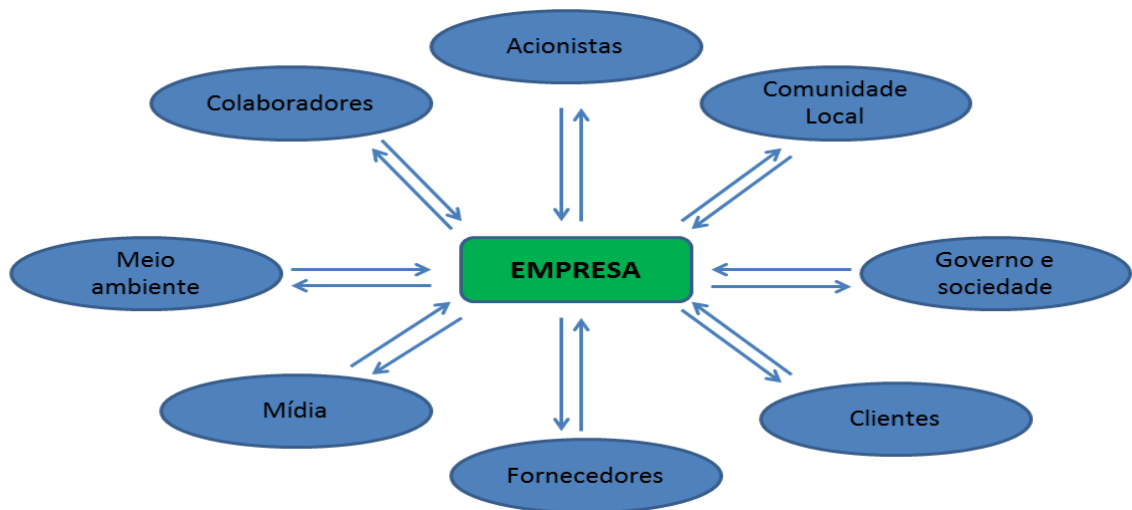 Acionistas
Colaboradores
Comunidade
Local
Meio
ambiente
EMPRESA
Governo e
sociedade
Mídia
Clientes
Fornecedores